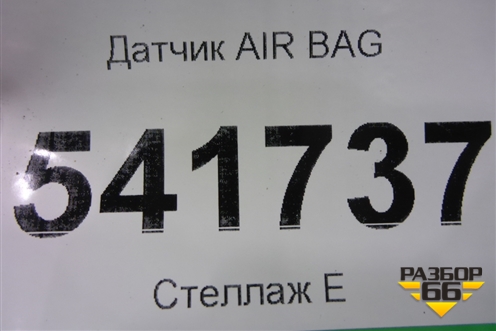 Датчик AIR BAG
541737
Стеллаж Е
РАЗБОР
66